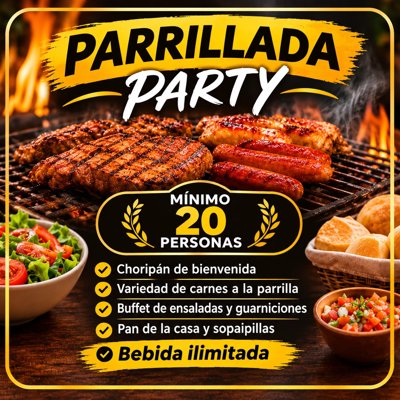 PARRILLADA
PARTY
MÍNIMO
20
PERSONAS
Choripán de bienvenida
Variedad de carnes a la parrilla
Buffet de ensaladas y guarniciones
Pan de la casa y sopaipillas
Bebida ilimitada